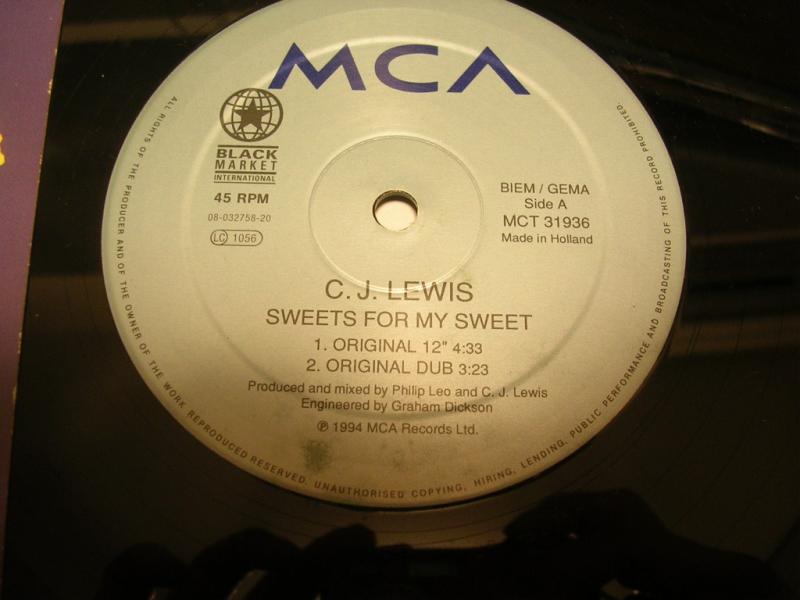 MCA
BLACK
MARKET
INTERNATIONAL
45 RPM
08-032758-20
LC 1056
BIEM / GEMA
Side A
MCT 31936
Made in Holland
C. J. LEWIS
SWEETS FOR MY SWEET
1. ORIGINAL 12" 4:33
2. ORIGINAL DUB 3:23
Produced and mixed by Philip Leo and C. J. Lewis
Engineered by Graham Dickson
℗ 1994 MCA Records Ltd.
ALL RIGHTS OF THE PRODUCER AND OF THE OWNER OF THE WORK REPRODUCED RESERVED. UNAUTHORISED COPYING, HIRING, LENDING, PUBLIC PERFORMANCE AND BROADCASTING OF THIS RECORD PROHIBITED.